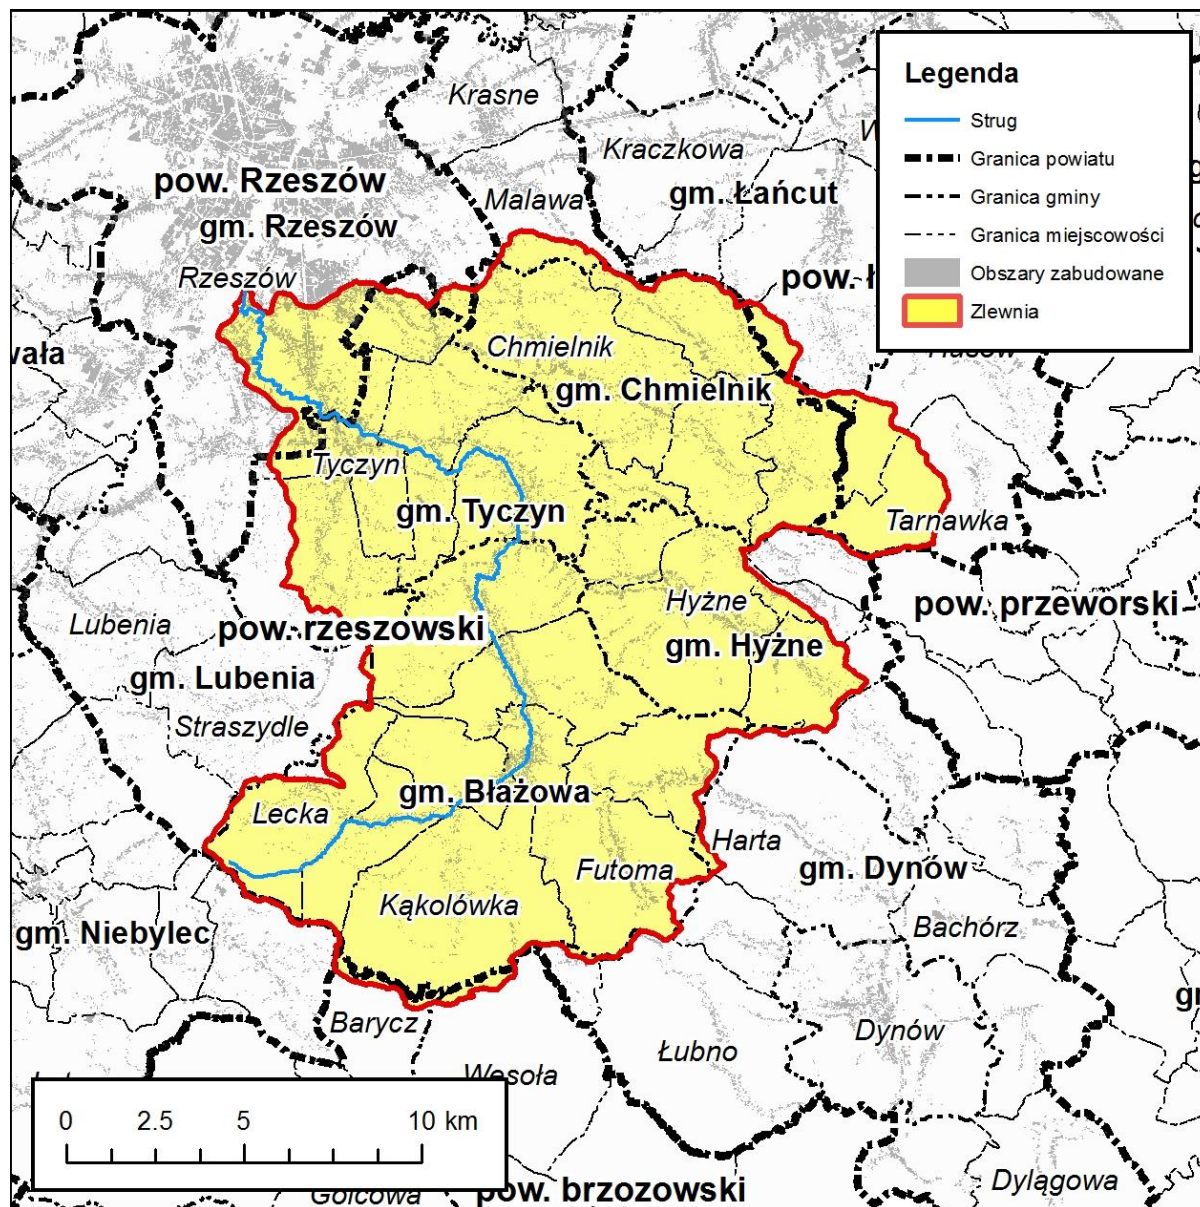 Krasne
Kraczkowa
pow. Rzeszów
gm. Rzeszów
Malawa
gm. Łańcut
Rzeszów
Legenda
Strug
Granica powiatu
Granica gminy
Granica miejscowości
Obszary zabudowane
Zlewnia
Chmielnik
gm. Chmielnik
Tyczyn
gm. Tyczyn
Tarnawka
Hyżne
gm. Hyżne
pow. przeworski
Lubenia
pow. rzeszowski
gm. Lubenia
Straszydle
Lecka
gm. Błażowa
Harta
Futoma
gm. Dynów
Kąkolówka
Bachórz
gm. Niebylec
Barycz
Łubno
Dynów
Wesoła
0 2.5 5 10 km
pow. brzozowski
Dylągowa